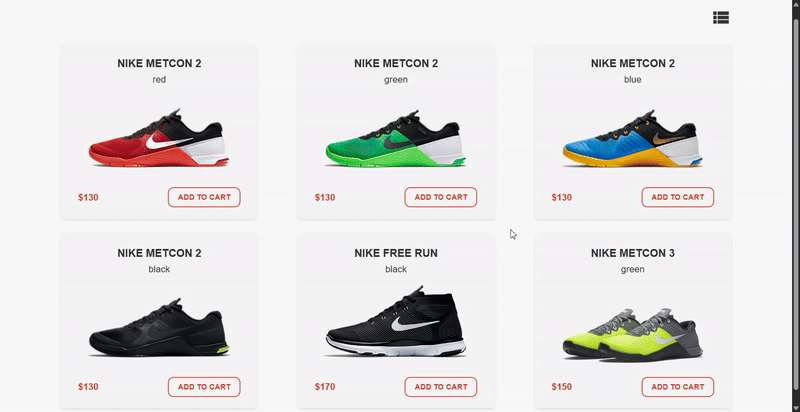 NIKE METCON 2
red
$130
ADD TO CART
NIKE METCON 2
green
$130
ADD TO CART
NIKE METCON 2
blue
$130
ADD TO CART
NIKE METCON 2
black
$130
ADD TO CART
NIKE FREE RUN
black
$170
ADD TO CART
NIKE METCON 3
green
$150
ADD TO CART